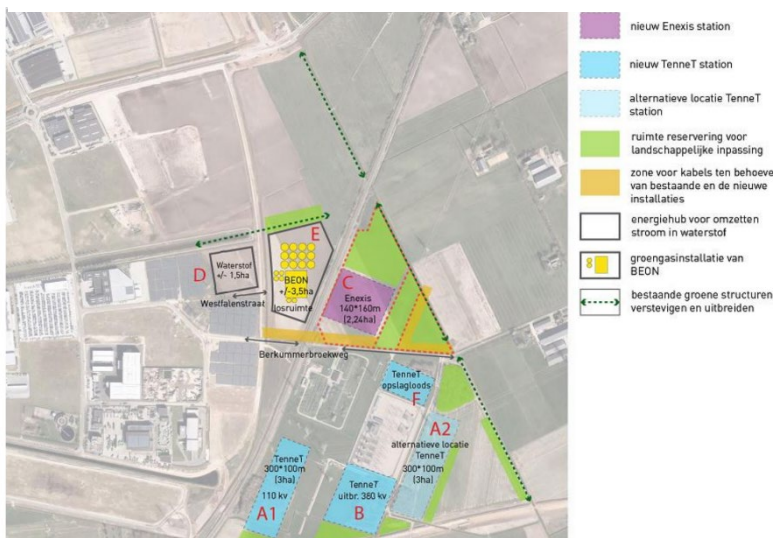 nieuw Enexis station
nieuw TenneT station
alternatieve locatie TenneT
station
ruimte reservering voor
landschappelijke inpassing
zone voor kabels ten behoeve
van bestaande en de nieuwe
installaties
energiehub voor omzetten
stroom in waterstof
groengasinstallatie van
BEON
bestaande groene structuren
verstevigen en uitbreiden
E
D
Waterstof
+/- 1,5ha
BEON
+/-3,5ha
losruimte
Westfalenstraat
C
Enexis
140*160m
(2,24ha)
Berkummerbroekweg
TenneT
opslagloods
F
A2
alternatieve locatie
TenneT
300*100m
(3ha)
TenneT
300*100m
(3ha)
110 kv
A1
TenneT
uitbr. 380 kv
B